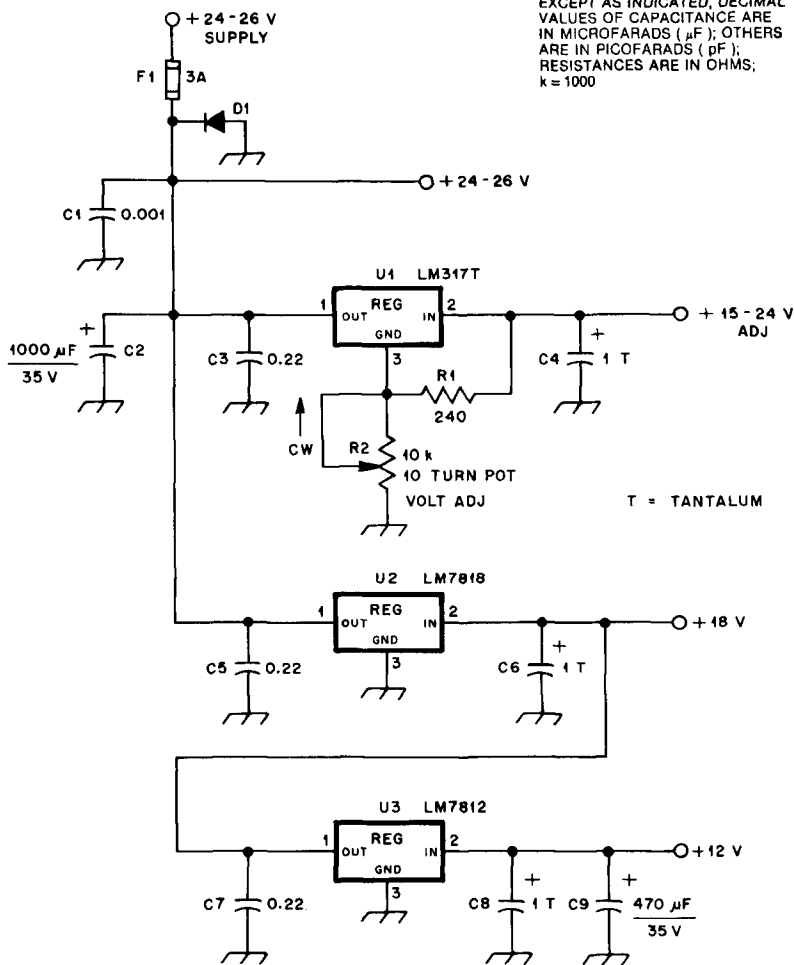 EXCEPT AS INDICATED, DECIMAL
VALUES OF CAPACITANCE ARE
IN MICROFARADS ( µF ); OTHERS
ARE IN PICOFARADS ( pF );
RESISTANCES ARE IN OHMS;
k = 1000
+ 24-26 V
SUPPLY
F1 3A
D1
+ 24-26 V
C1 0.001
U1 LM317T
1 OUT REG IN 2
GND
3
+ 15-24 V
ADJ
+
1000 µF
35 V
C2
C3 0.22
R1
240
+
C4 1 T
CW
R2
10 k
10 TURN POT
VOLT ADJ
T = TANTALUM
U2 LM7818
1 OUT REG IN 2
GND
3
+ 18 V
C5 0.22
+
C6 1 T
U3 LM7812
1 OUT REG IN 2
GND
3
+12 V
C7 0.22
+
C8 1 T
+
C9 470 µF
35 V